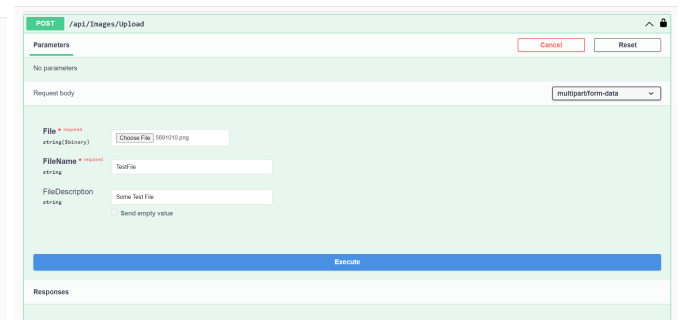 POST /api/Images/Upload
Parameters
Cancel
Reset
No parameters
Request body
multipart/form-data
File * required
string($binary)
Choose File 5691010.png
FileName * required
string
TestFile
FileDescription
string
Some Test File
Send empty value
Execute
Responses